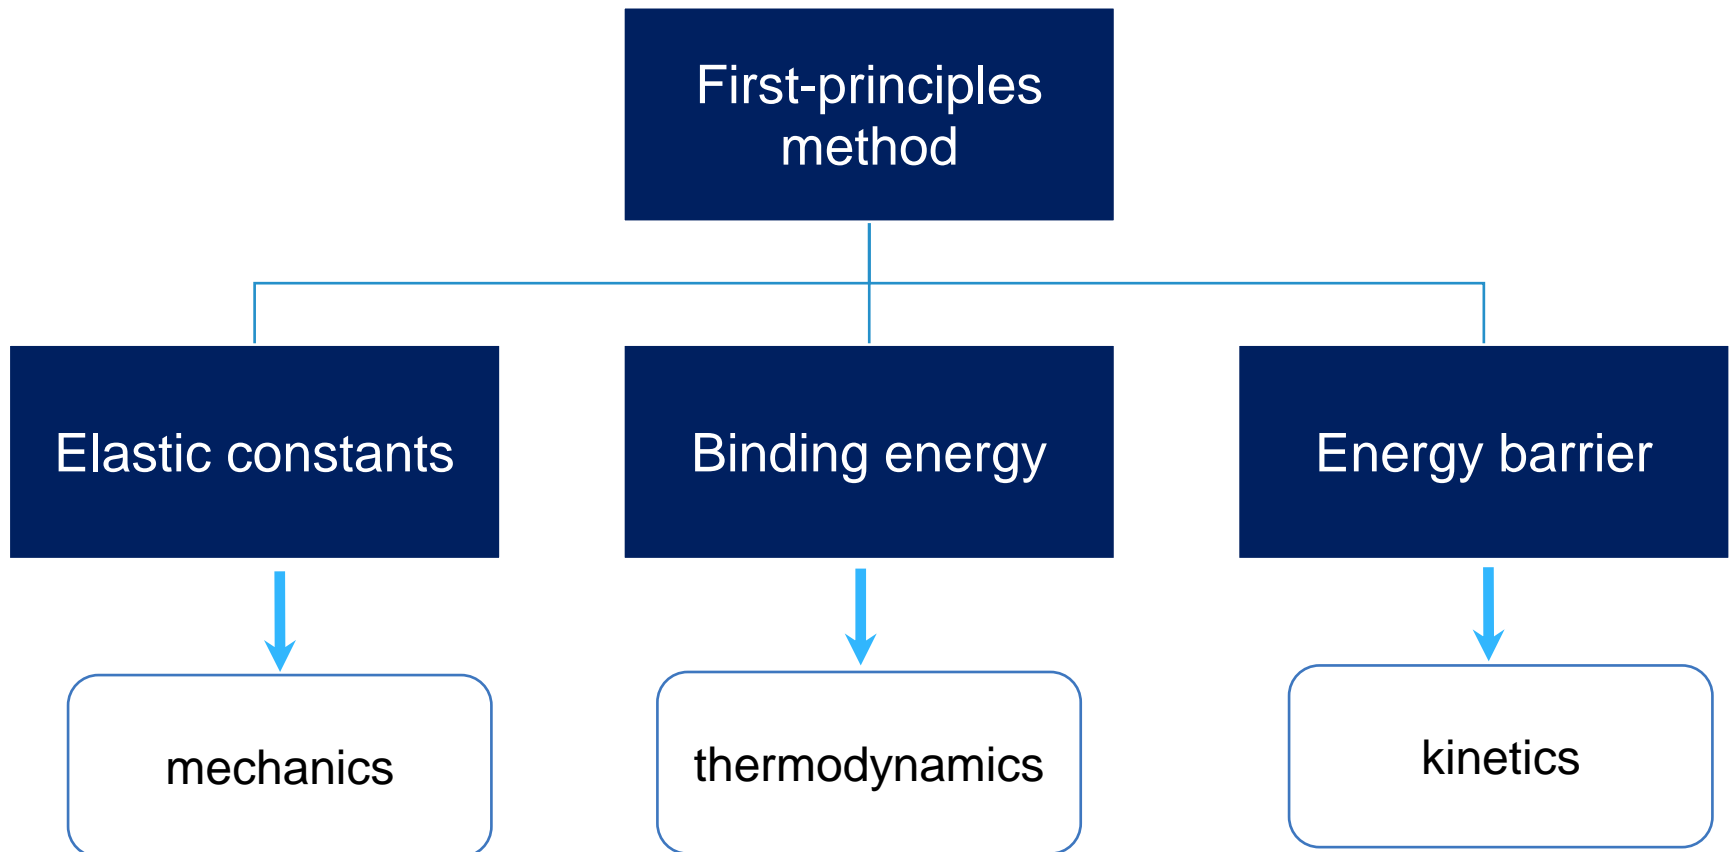 First-principles
method
Elastic constants
Binding energy
Energy barrier
mechanics
thermodynamics
kinetics